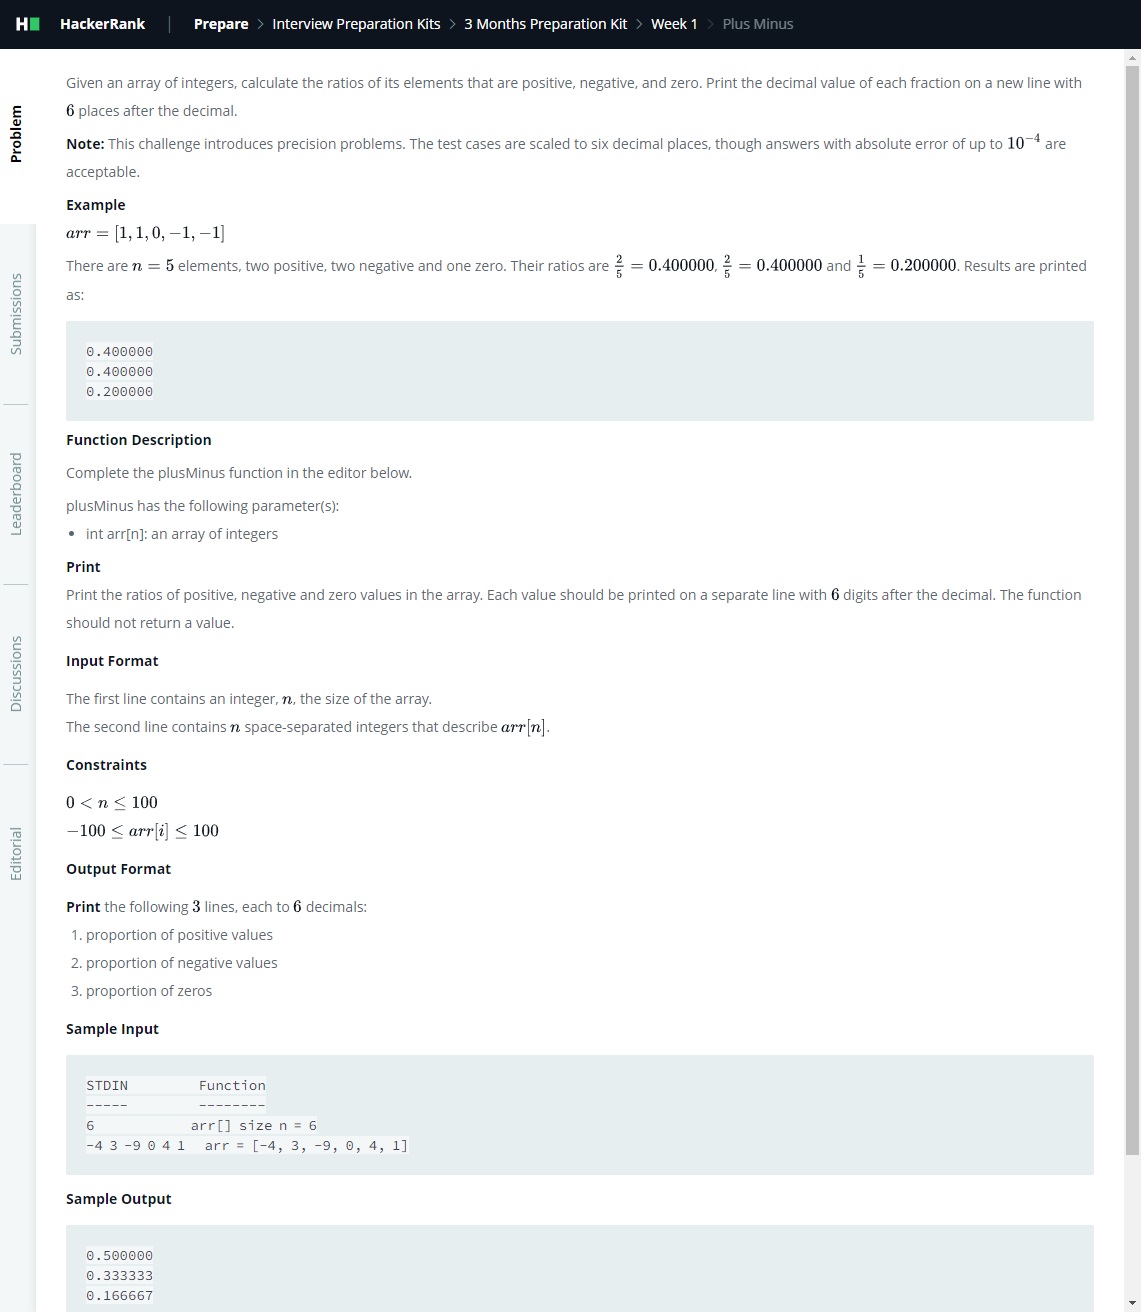 HackerRank | Prepare > Interview Preparation Kits > 3 Months Preparation Kit > Week 1 > Plus Minus
Problem
Submissions
Leaderboard
Discussions
Editorial
Given an array of integers, calculate the ratios of its elements that are positive, negative, and zero. Print the decimal value of each fraction on a new line with
6 places after the decimal.
Note: This challenge introduces precision problems. The test cases are scaled to six decimal places, though answers with absolute error of up to 10⁻⁴ are
acceptable.
Example
arr = [1, 1, 0, −1, −1]
There are n = 5 elements, two positive, two negative and one zero. Their ratios are 2/5 = 0.400000, 2/5 = 0.400000 and 1/5 = 0.200000. Results are printed
as:
0.400000
0.400000
0.200000
Function Description
Complete the plusMinus function in the editor below.
plusMinus has the following parameter(s):
• int arr[n]: an array of integers
Print
Print the ratios of positive, negative and zero values in the array. Each value should be printed on a separate line with 6 digits after the decimal. The function
should not return a value.
Input Format
The first line contains an integer, n, the size of the array.
The second line contains n space-separated integers that describe arr[n].
Constraints
0 < n ≤ 100
−100 ≤ arr[i] ≤ 100
Output Format
Print the following 3 lines, each to 6 decimals:
1. proportion of positive values
2. proportion of negative values
3. proportion of zeros
Sample Input
STDIN Function
----- --------
6 arr[] size n = 6
-4 3 -9 0 4 1 arr = [-4, 3, -9, 0, 4, 1]
Sample Output
0.500000
0.333333
0.166667